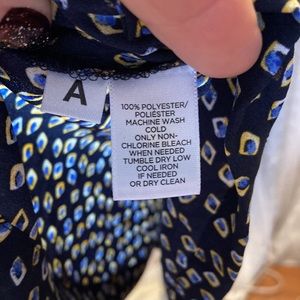 A
100% POLYESTER/
POLIÉSTER
MACHINE WASH
COLD
ONLY NON-
CHLORINE BLEACH
WHEN NEEDED
TUMBLE DRY LOW
COOL IRON
IF NEEDED
OR DRY CLEAN